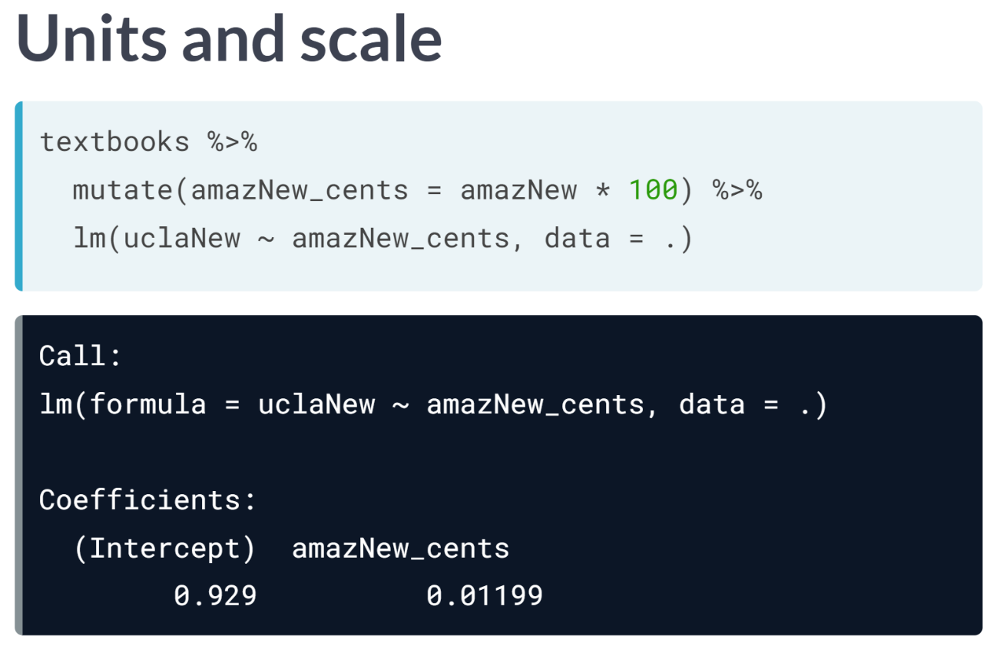 Units and scale
textbooks %>%
mutate(amazNew_cents = amazNew * 100) %>%
lm(uclaNew ~ amazNew_cents, data = .)
Call:
lm(formula = uclaNew ~ amazNew_cents, data = .)
Coefficients:
(Intercept) amazNew_cents
0.929 0.01199